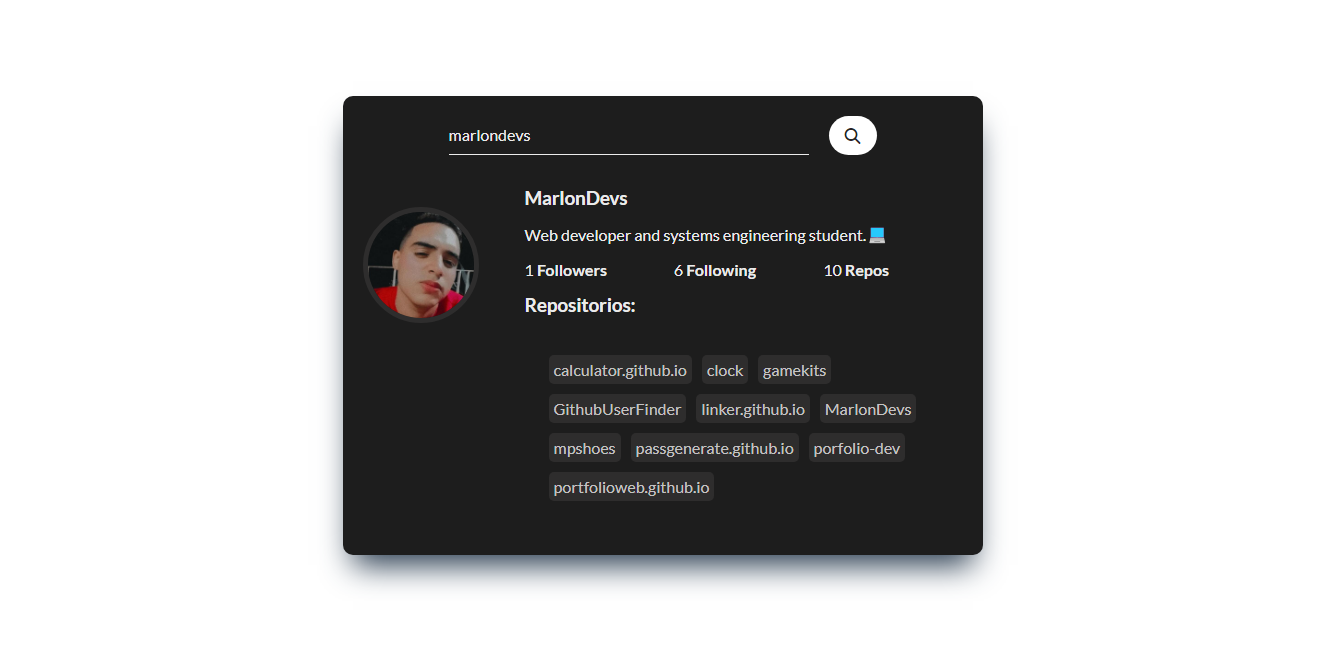 marlondevs
MarlonDevs
Web developer and systems engineering student. 💻
1 Followers 6 Following 10 Repos
Repositorios:
calculator.github.io clock gamekits
GithubUserFinder linker.github.io MarlonDevs
mpshoes passgenerate.github.io porfolio-dev
portfolioweb.github.io